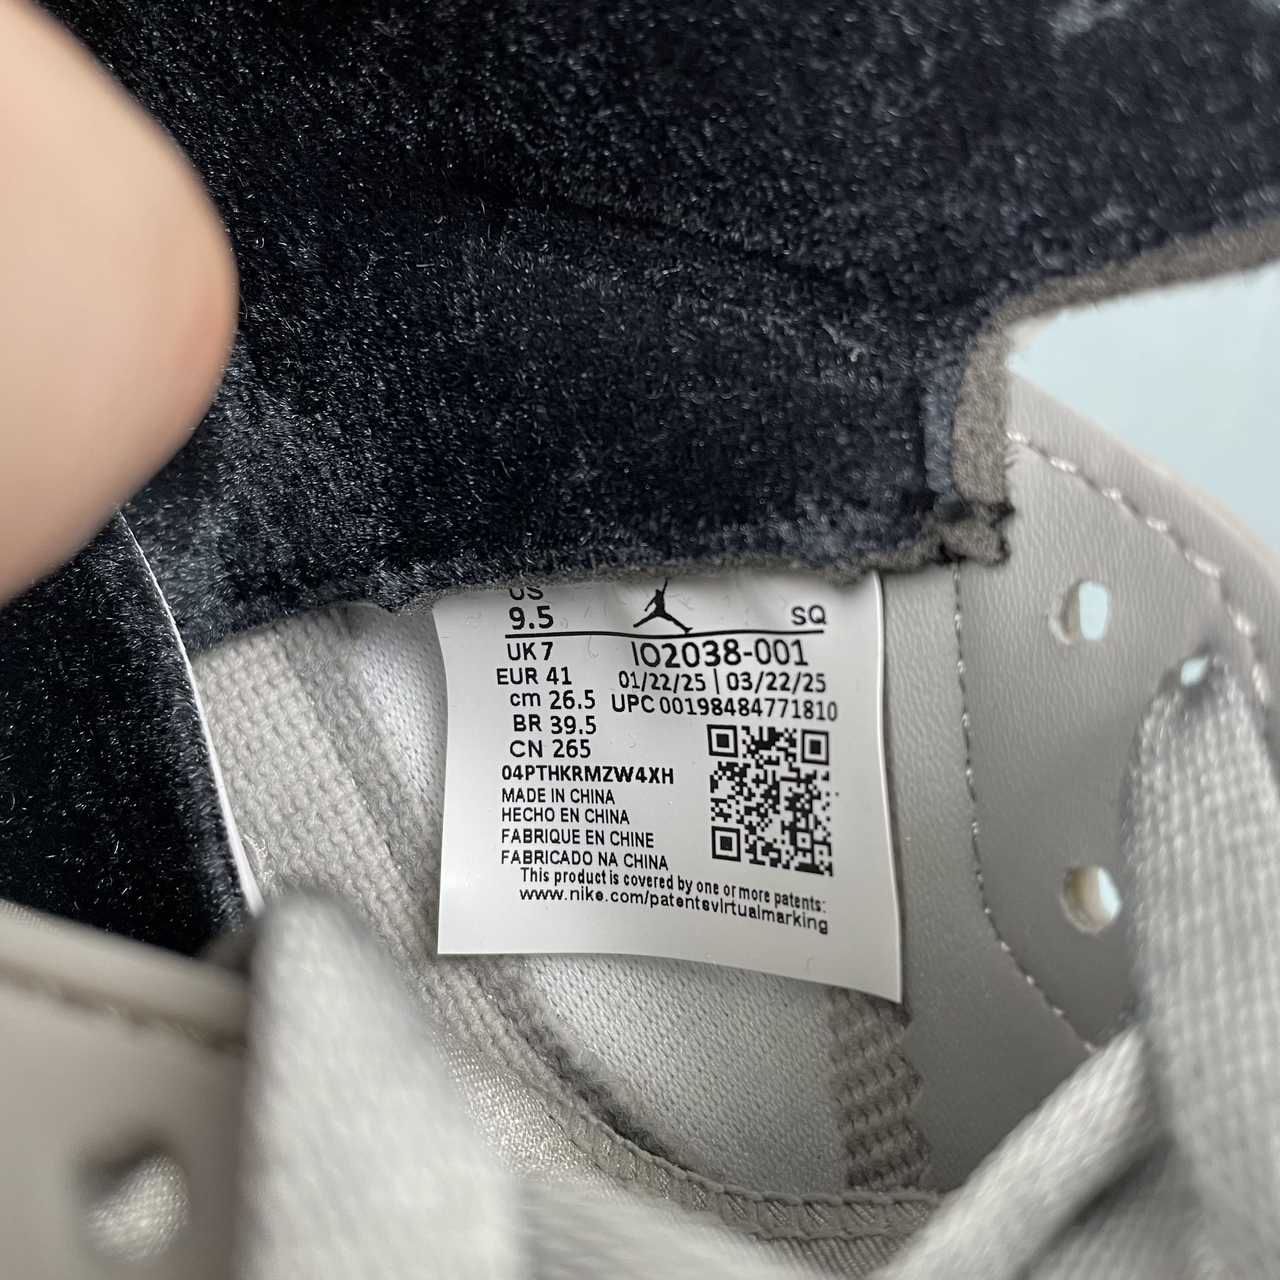 US
9.5
SQ
UK 7
IO2038-001
EUR 41
01/22/25 | 03/22/25
cm 26.5
UPC 00198484771810
BR 39.5
CN 265
04PTHKRMZW4XH
MADE IN CHINA
HECHO EN CHINA
FABRIQUE EN CHINE
FABRICADO NA CHINA
This product is covered by one or more patents:
www.nike.com/patentsvirtualmarking